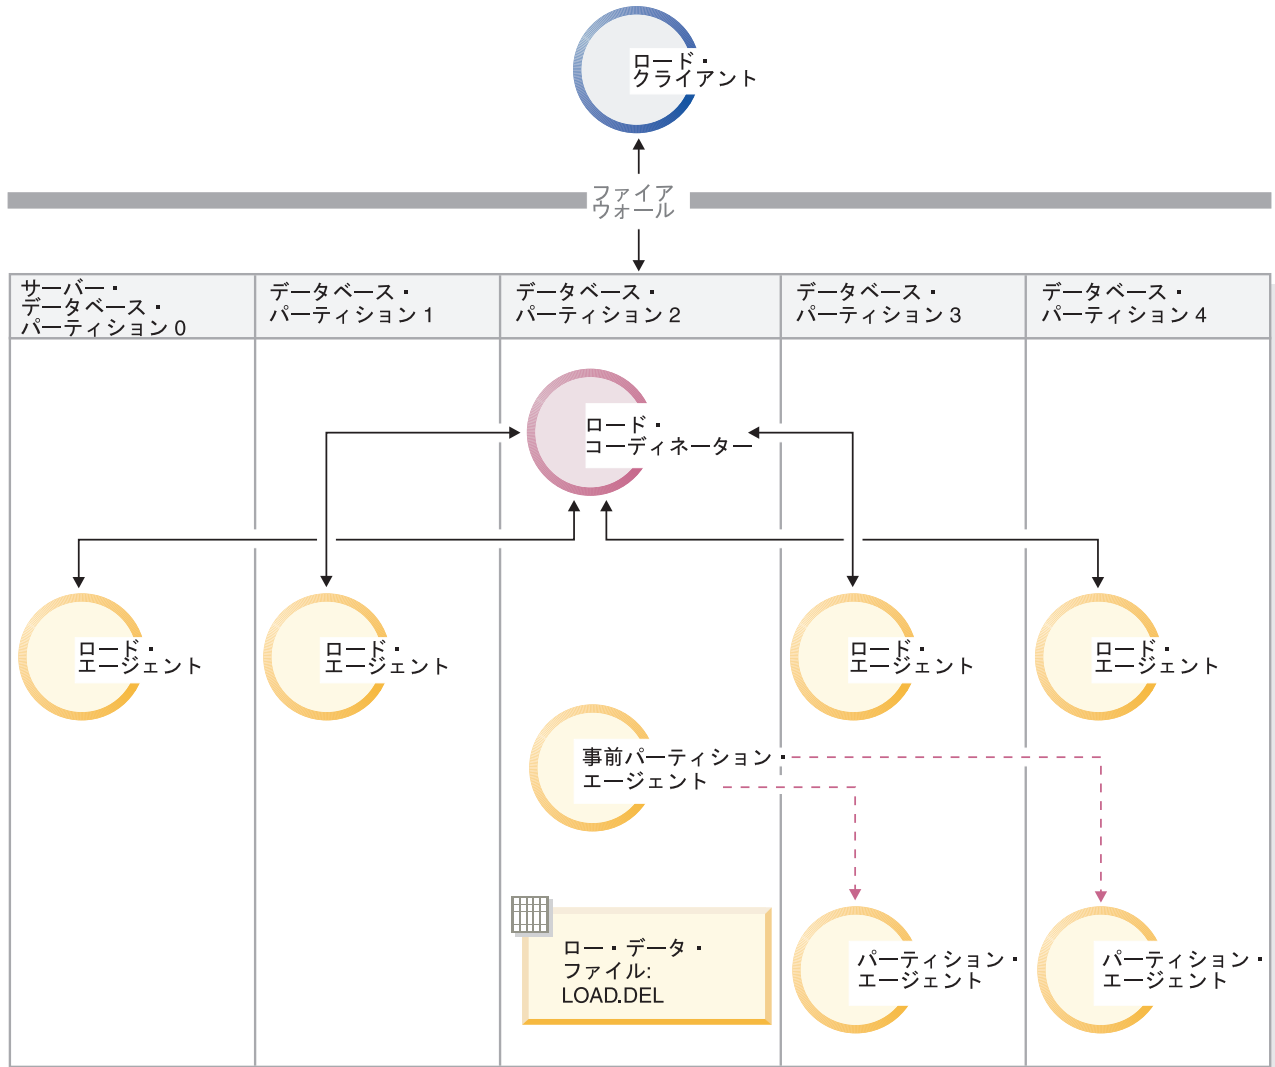 ロード・
クライアント
ファイア
ウォール
サーバー・
データベース・
パーティション 0
データベース・
パーティション 1
データベース・
パーティション 2
データベース・
パーティション 3
データベース・
パーティション 4
ロード・
コーディネーター
ロード・
エージェント
ロード・
エージェント
ロード・
エージェント
ロード・
エージェント
事前パーティション・
エージェント
ロー・データ・
ファイル:
LOAD.DEL
パーティション・
エージェント
パーティション・
エージェント